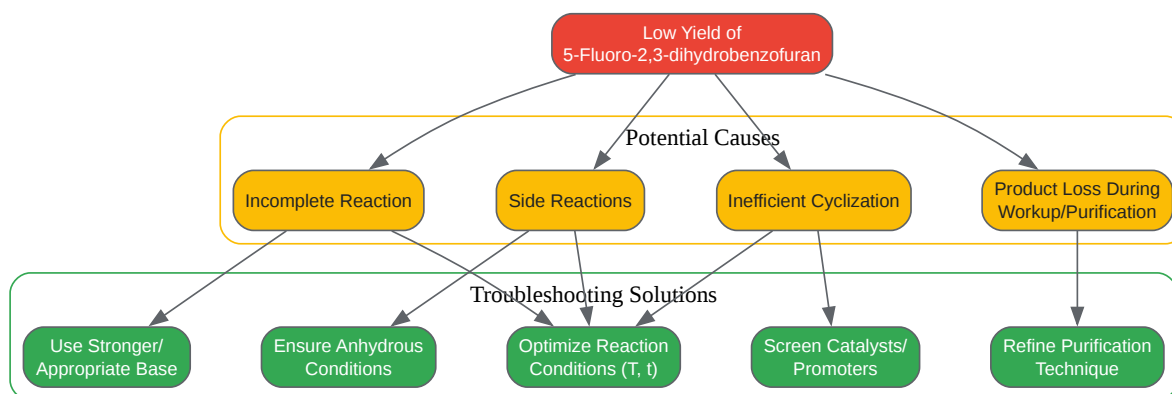 Low Yield of
5-Fluoro-2,3-dihydrobenzofuran
Potential Causes
Incomplete Reaction
Side Reactions
Inefficient Cyclization
Product Loss During
Workup/Purification
Troubleshooting Solutions
Use Stronger/
Appropriate Base
Ensure Anhydrous
Conditions
Optimize Reaction
Conditions (T, t)
Screen Catalysts/
Promoters
Refine Purification
Technique